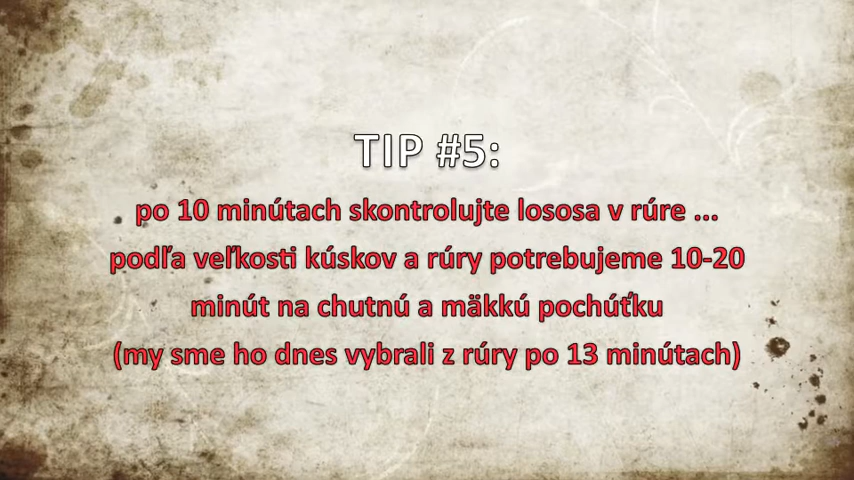 TIP #5:
po 10 minútach skontrolujte lososa v rúre ...
podľa veľkosti kúskov a rúry potrebujeme 10-20
minút na chutnú a mäkkú pochúťku
(my sme ho dnes vybrali z rúry po 13 minútach)